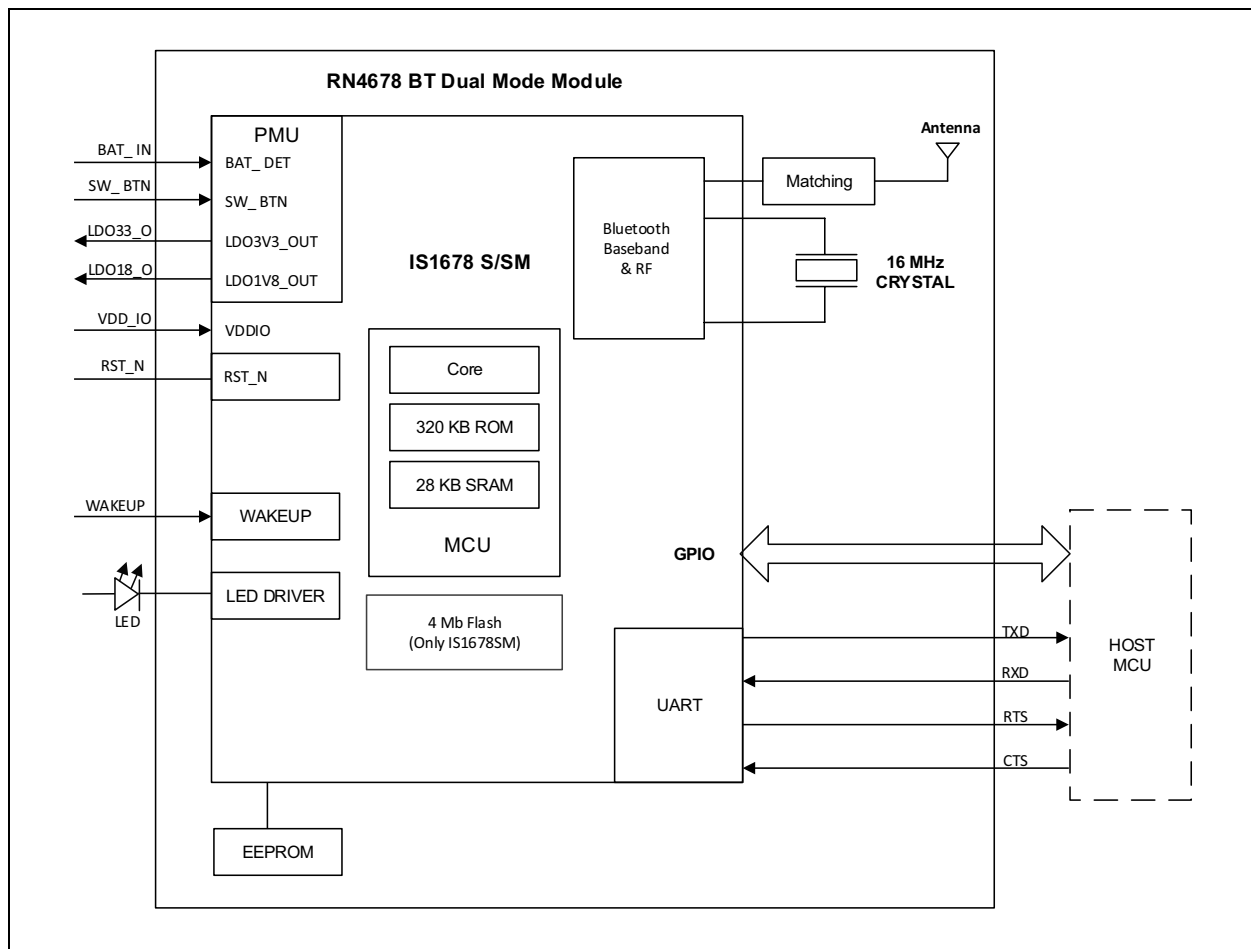 RN4678 BT Dual Mode Module
PMU
BAT_ IN
BAT_ DET
SW_ BTN
SW_ BTN
LDO33_O
LDO3V3_OUT
LDO18_O
LDO1V8_OUT
VDD_IO
VDDIO
RST_N
RST_N
WAKEUP
WAKEUP
LED
LED DRIVER
IS1678 S/SM
Core
320 KB ROM
28 KB SRAM
MCU
4 Mb Flash
(Only IS1678SM)
Bluetooth
Baseband
& RF
Matching
Antenna
16 MHz
CRYSTAL
GPIO
UART
TXD
RXD
RTS
CTS
HOST
MCU
EEPROM